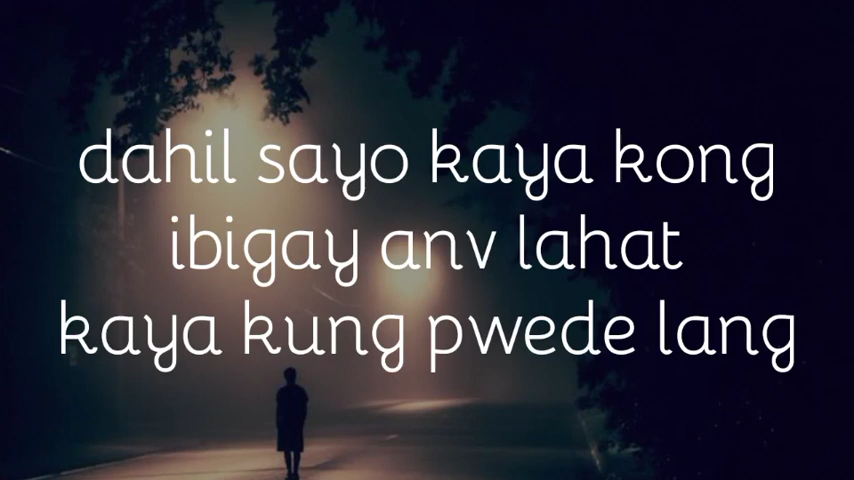 dahil sayo kaya kong
ibigay anv lahat
kaya kung pwede lang